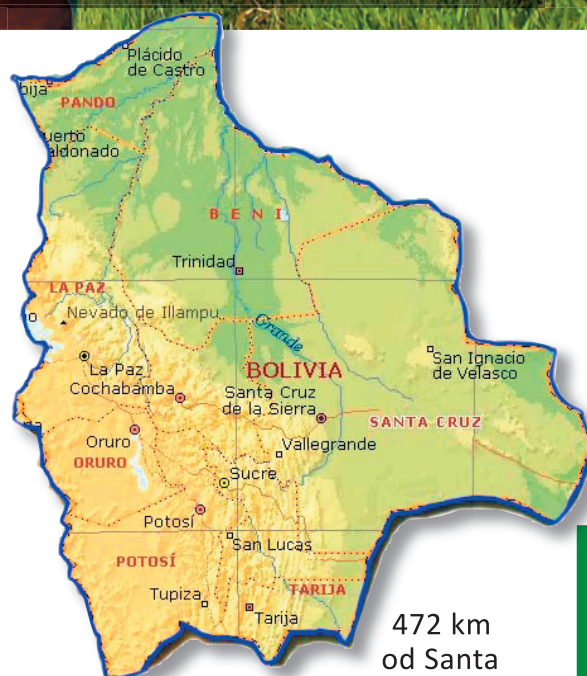 Plácido
de Castro
bija
PANDO
uerto
aldonado
B E N I
Trinidad
LA PAZ
Nevado de Illampu
Grande
La Paz
BOLIVIA
San Ignacio
de Velasco
Cochabamba
Santa Cruz
de la Sierra
SANTA CRUZ
Oruro
Vallegrande
ORURO
Sucre
Potosí
San Lucas
POTOSÍ
TARIJA
Tupiza
Tarija
472 km
od Santa